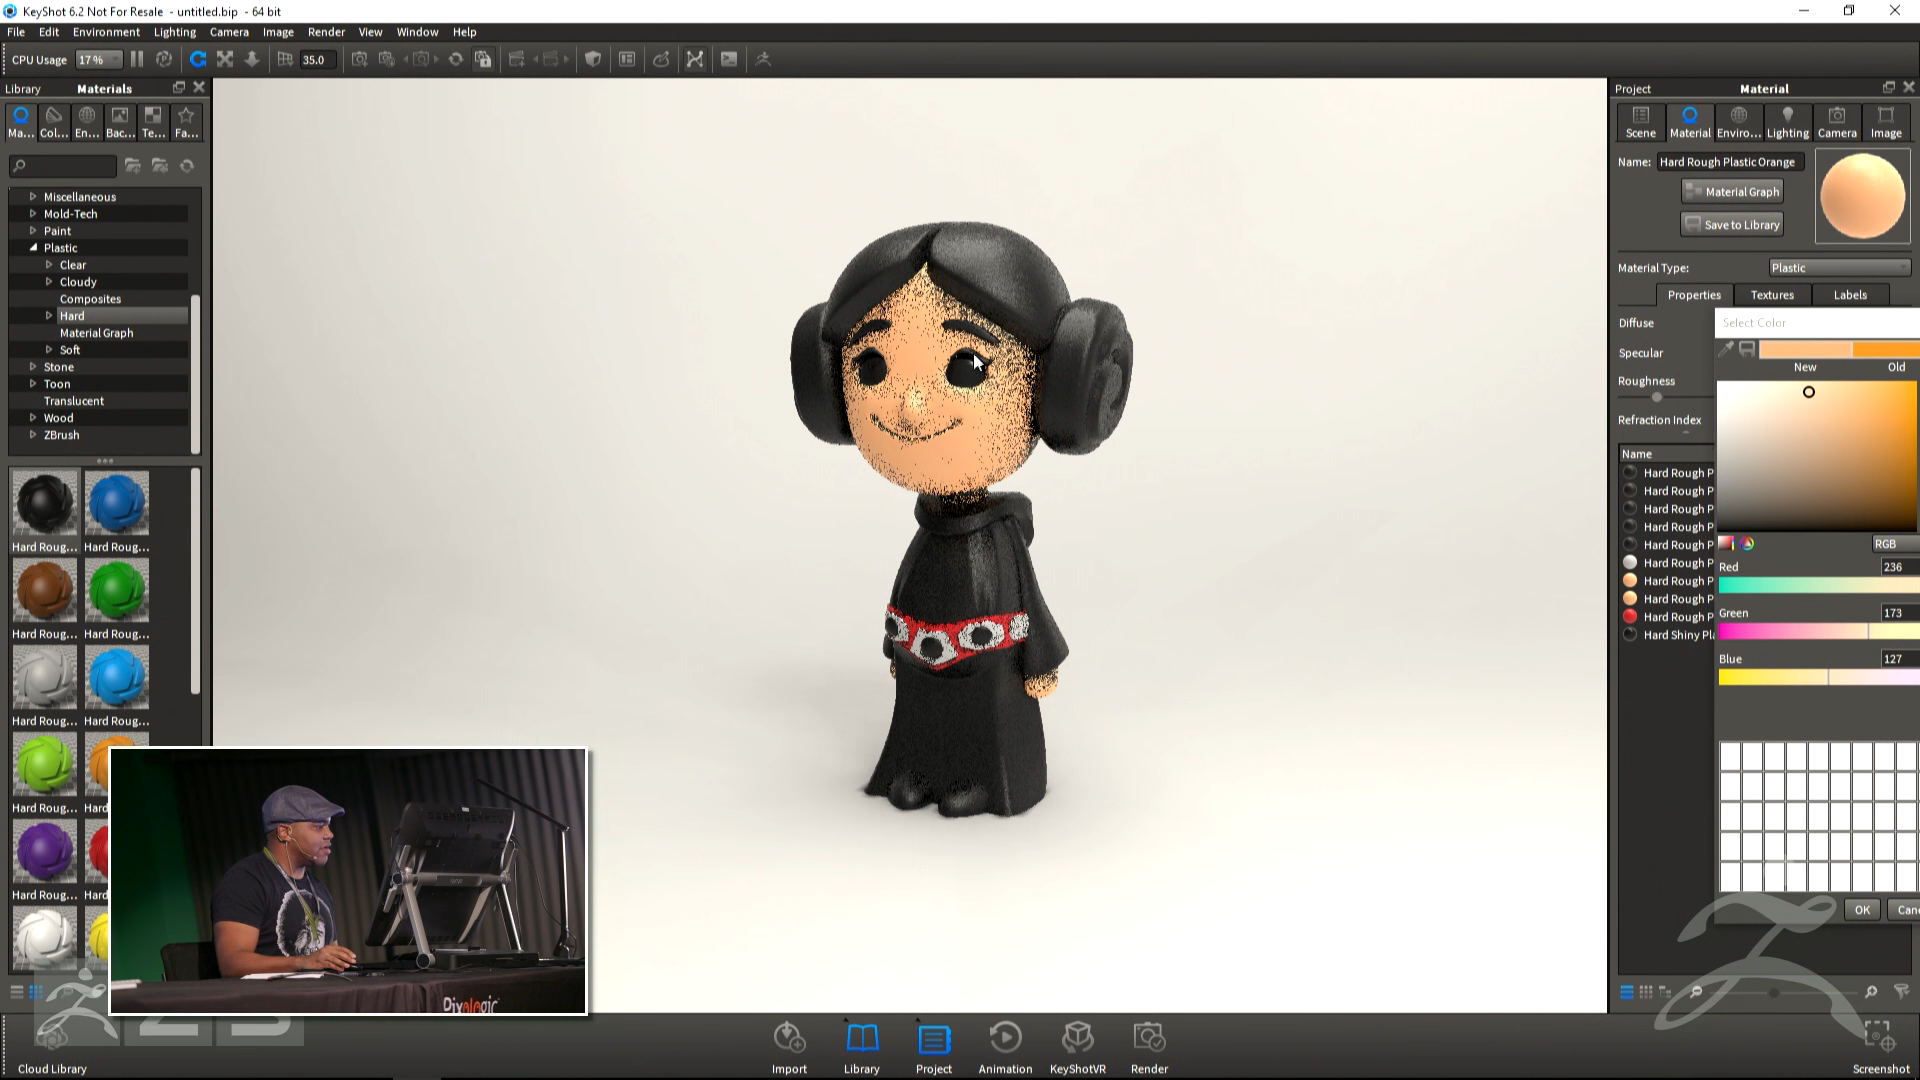 KeyShot 6.2 Not For Resale - untitled.bip - 64 bit
File Edit Environment Lighting Camera Image Render View Window Help
CPU Usage 17% 35.0
Library Materials
Ma... Col... En... Bac... Te... Fa...
Miscellaneous
Mold-Tech
Paint
Plastic
Clear
Cloudy
Composites
Hard
Material Graph
Soft
Stone
Toon
Translucent
Wood
ZBrush
Hard Roug... Hard Roug...
Hard Roug... Hard Roug...
Hard Roug... Hard Roug...
Hard Roug... Hard
Hard Roug... Hard
Pixologic
Cloud Library
Import Library Project Animation KeyShotVR Render
Project Material
Scene Material Enviro... Lighting Camera Image
Name: Hard Rough Plastic Orange
Material Graph
Save to Library
Material Type: Plastic
Properties Textures Labels
Diffuse
Specular
Roughness
Refraction Index
Name
Hard Rough P
Hard Rough P
Hard Rough P
Hard Rough P
Hard Rough P
Hard Rough P
Hard Rough P
Hard Rough P
Hard Rough P
Hard Shiny Pla
Select Color
New Old
RGB
Red 236
Green 173
Blue 127
OK Canc
Screenshot